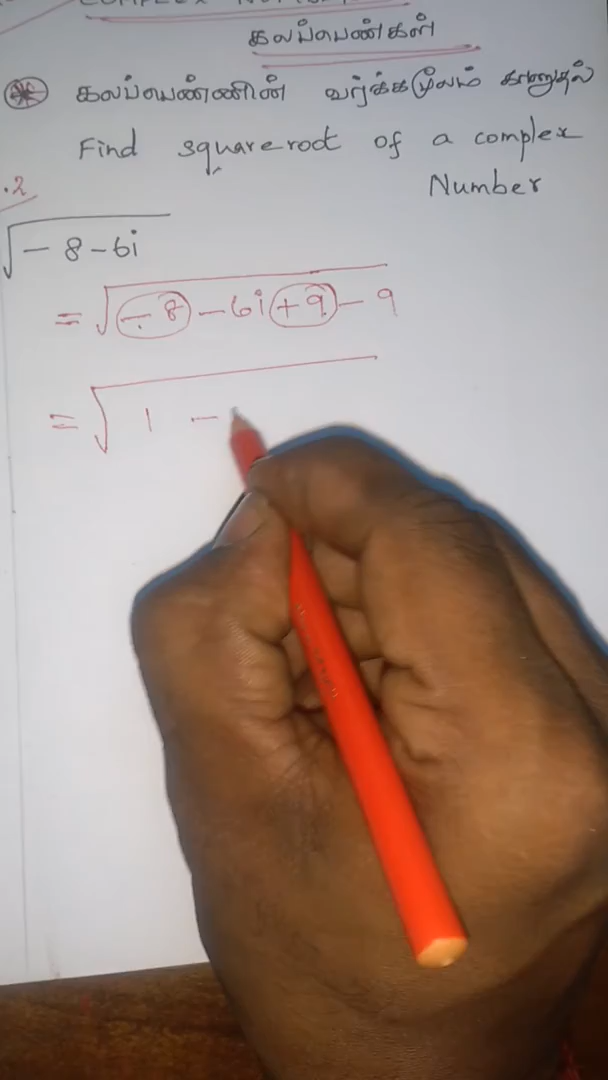 கலப்பெண்கள்
கலப்பெண்ணின் வர்க்கமூலம் காணுதல்
Find squareroot of a complex
Number
.2
√-8-6i
= √-8-6i+9-9
= √1 -